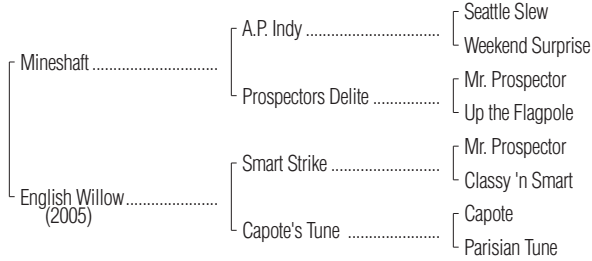 Seattle Slew
A.P. Indy ................................
Weekend Surprise
Mineshaft ..............................
Mr. Prospector
Prospectors Delite ................
Up the Flagpole
Mr. Prospector
Smart Strike ..........................
Classy 'n Smart
English Willow......................
(2005)
Capote
Capote's Tune ......................
Parisian Tune